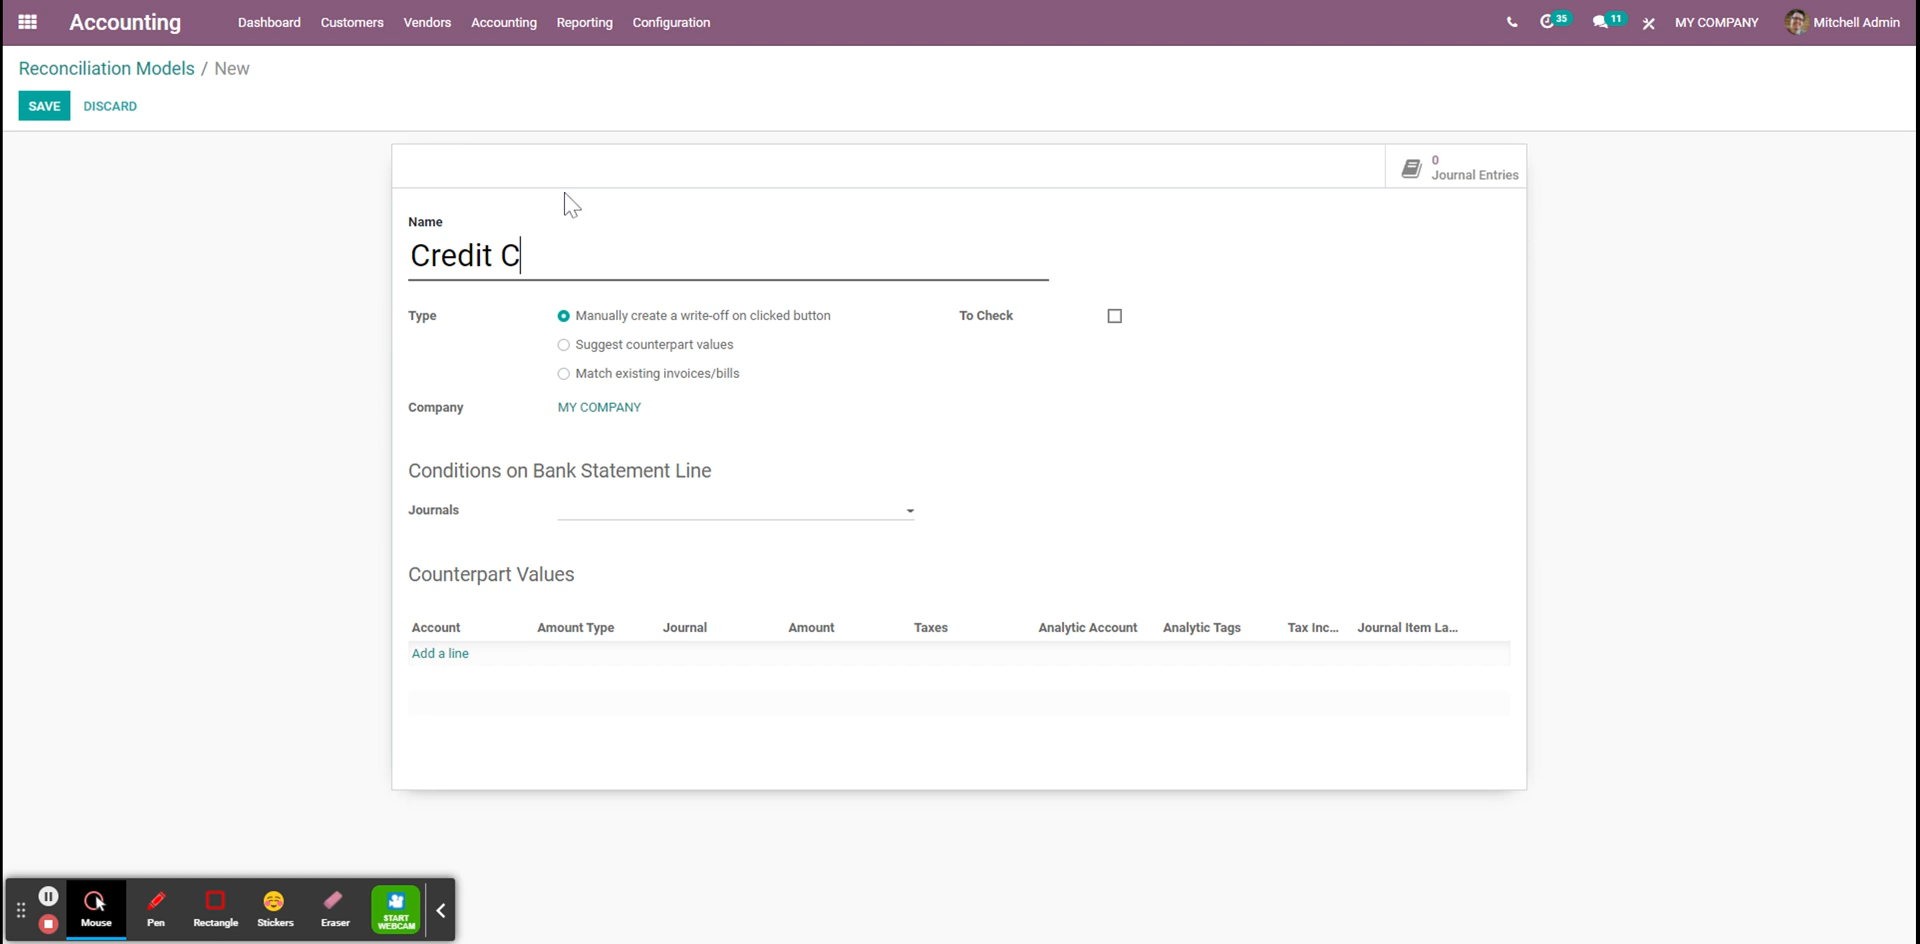 Accounting Dashboard Customers Vendors Accounting Reporting Configuration 35 11 MY COMPANY Mitchell Admin
Reconciliation Models / New
SAVE DISCARD
0
Journal Entries
Name
Credit C
Type Manually create a write-off on clicked button To Check
Suggest counterpart values
Match existing invoices/bills
Company MY COMPANY
Conditions on Bank Statement Line
Journals
Counterpart Values
Account Amount Type Journal Amount Taxes Analytic Account Analytic Tags Tax Inc... Journal Item La...
Add a line
Mouse Pen Rectangle Stickers Eraser START
WEBCAM